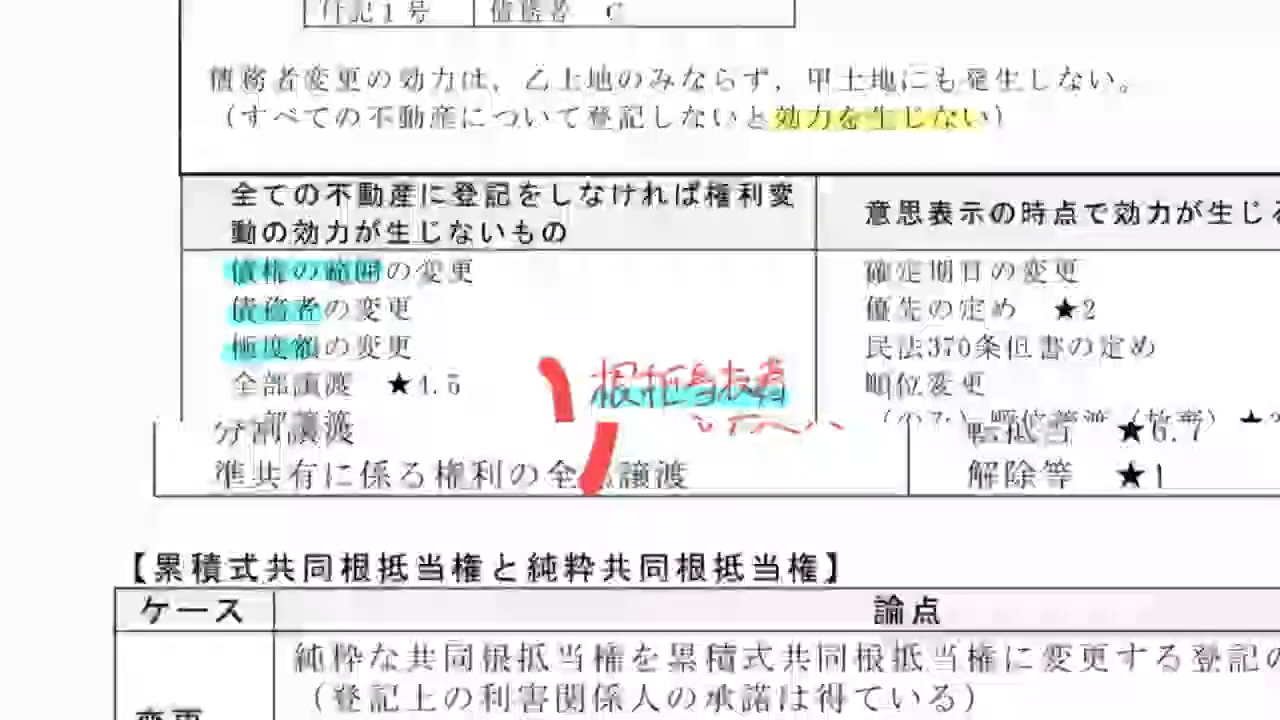 付記1号 債務者 C
債務者変更の効力は、乙土地のみならず，甲土地にも発生しない。
（すべての不動産について登記しないと効力を生じない）
全ての不動産に登記をしなければ権利変
動の効力が生じないもの
意思表示の時点で効力が生じる
債権の範囲の変更
債務者の変更
極度額の変更
全部譲渡 ★4.5
根抵当権者
分割譲渡
準共有に係る権利の全部譲渡
確定期日の変更
優先の定め ★2
民法370条但書の定め
順位変更
転抵当 ★6.7
解除等 ★1
【累積式共同根抵当権と純粋共同根抵当権】
ケース 論点
変更
純粋な共同根抵当権を累積式共同根抵当権に変更する登記の
（登記上の利害関係人の承諾は得ている）